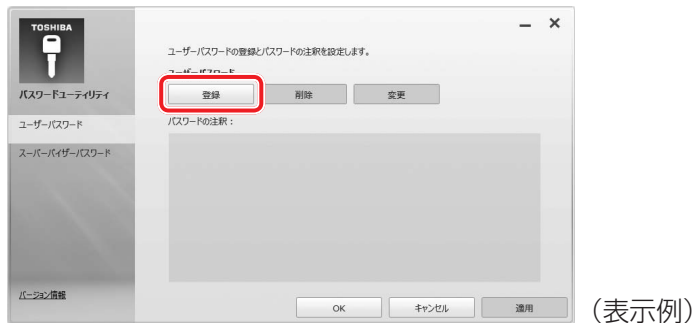 TOSHIBA
パスワードユーティリティ
ユーザーパスワード
スーパーバイザーパスワード
バージョン情報
ユーザーパスワードの登録とパスワードの注釈を設定します。
ユーザーパスワード
登録 削除 変更
パスワードの注釈：
OK キャンセル 適用
（表示例）